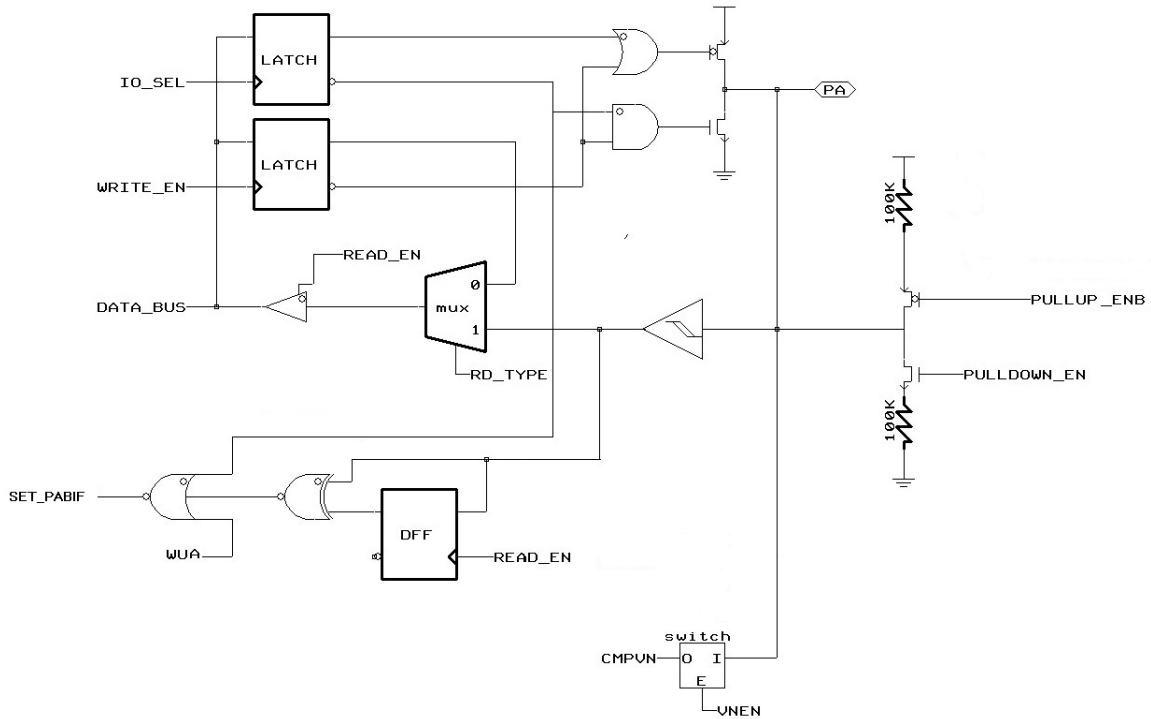 LATCH
IO_SEL
PA
LATCH
WRITE_EN
100K
READ_EN
0
DATA_BUS
mux
PULLUP_ENB
1
RD_TYPE
PULLDOWN_EN
100K
SET_PABIF
DFF
WUA
READ_EN
switch
CMPVN
O I
E
VNEN